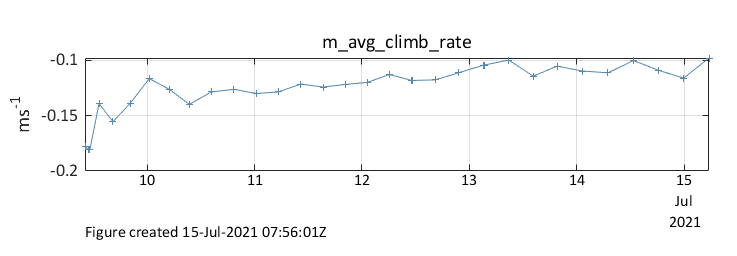 m_avg_climb_rate
-0.1
-0.15
-0.2
ms-1
10 11 12 13 14 15
Jul
2021
Figure created 15-Jul-2021 07:56:01Z